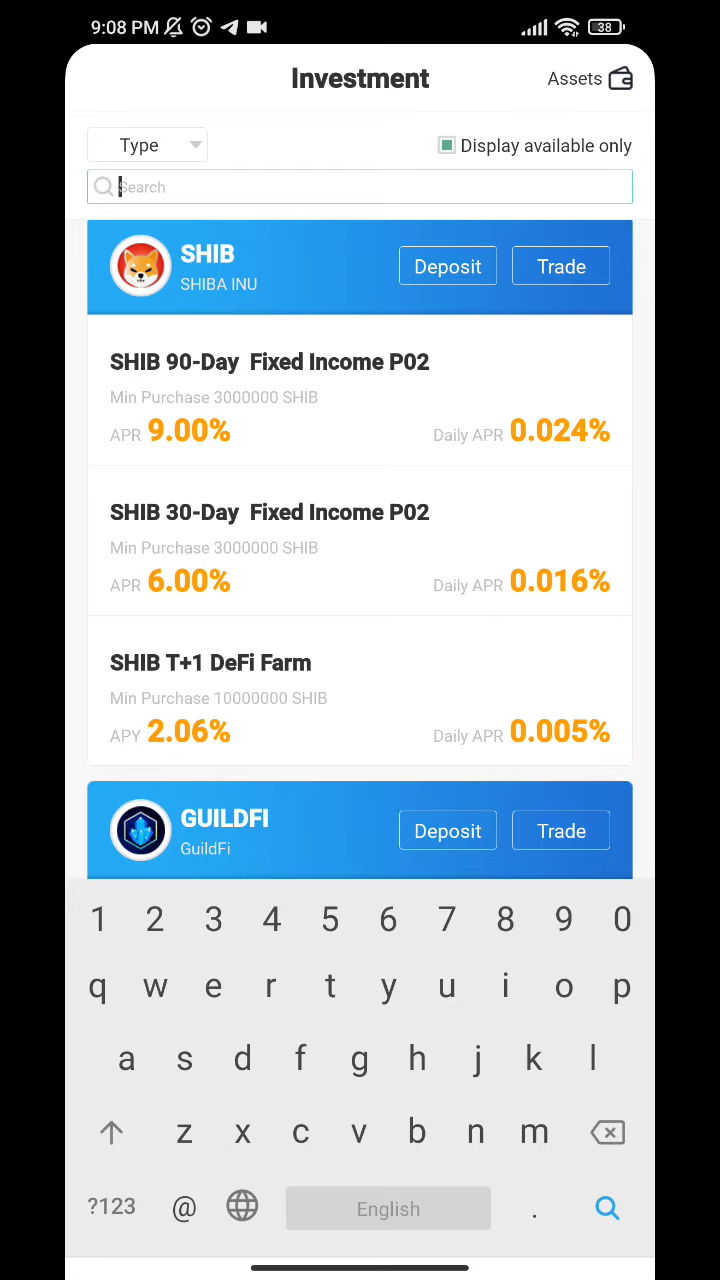 9:08 PM 38
Investment Assets
Type Display available only
Search
SHIB Deposit Trade
SHIBA INU
SHIB 90-Day  Fixed Income P02
Min Purchase 3000000 SHIB
APR 9.00% Daily APR 0.024%
SHIB 30-Day  Fixed Income P02
Min Purchase 3000000 SHIB
APR 6.00% Daily APR 0.016%
SHIB T+1 DeFi Farm
Min Purchase 10000000 SHIB
APY 2.06% Daily APR 0.005%
GUILDFI Deposit Trade
GuildFi
1 2 3 4 5 6 7 8 9 0
q w e r t y u i o p
a s d f g h j k l
z x c v b n m
?123 @ English .